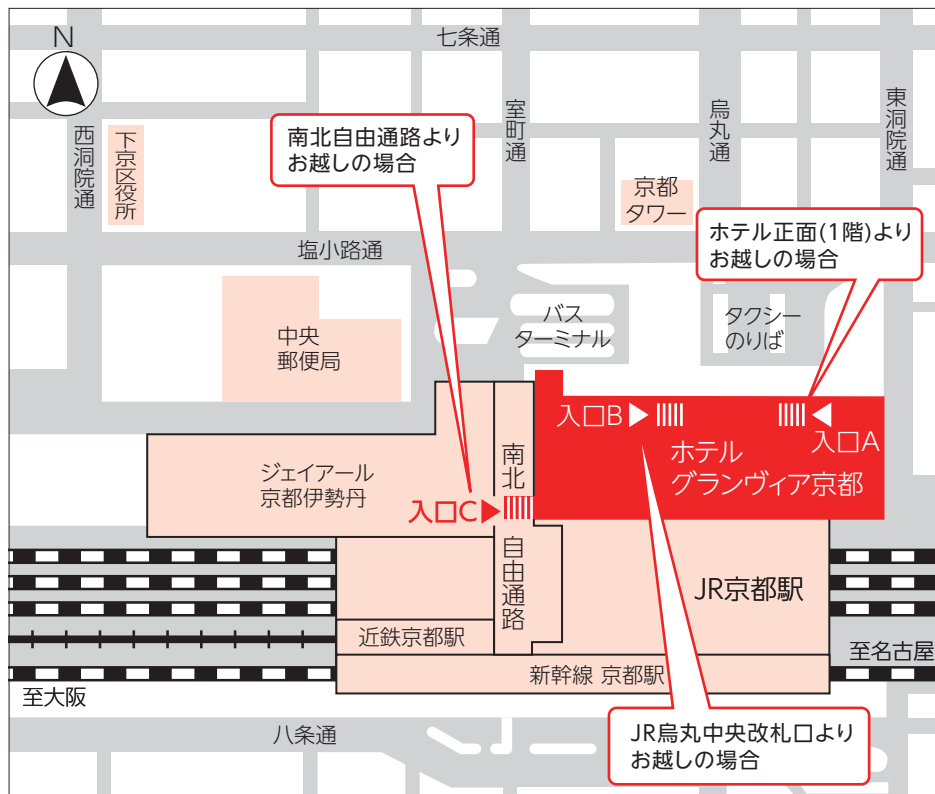 N
七条通
西洞院通
下京区役所
南北自由通路より
お越しの場合
室町通
烏丸通
東洞院通
京都
タワー
ホテル正面(1階)より
お越しの場合
塩小路通
中央
郵便局
バス
ターミナル
タクシー
のりば
入口B
入口A
ホテル
グランヴィア京都
ジェイアール
京都伊勢丹
南北自由通路
入口C
JR京都駅
近鉄京都駅
新幹線 京都駅
至名古屋
至大阪
八条通
JR烏丸中央改札口より
お越しの場合